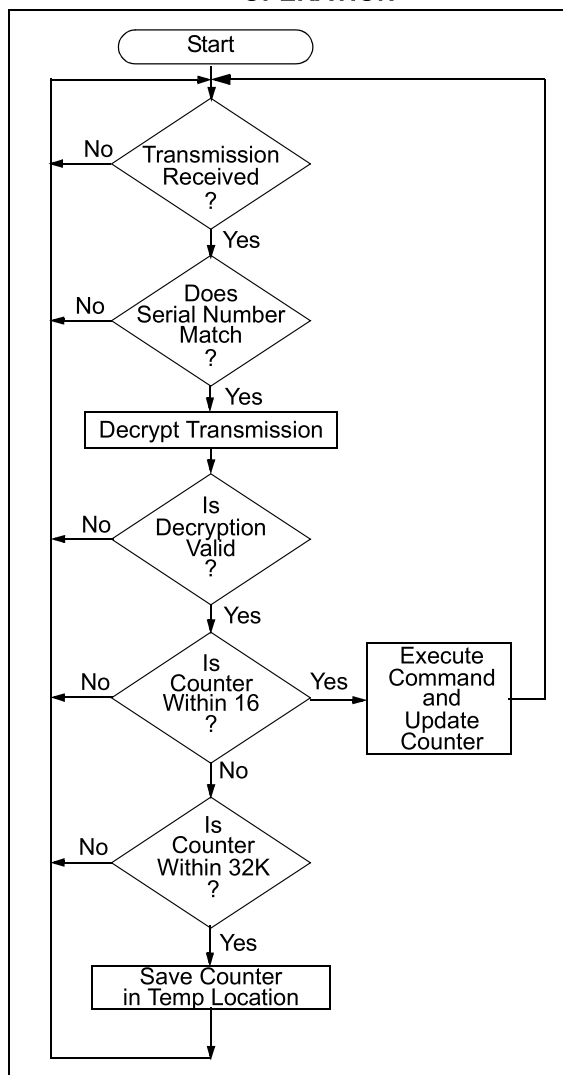 Start
No
Transmission
Received
?
Yes
No
Does
Serial Number
Match
?
Yes
Decrypt Transmission
No
Is
Decryption
Valid
?
Yes
No
Is
Counter
Within 16
?
Yes
Execute
Command
and
Update
Counter
No
No
Is
Counter
Within 32K
?
Yes
Save Counter
in Temp Location